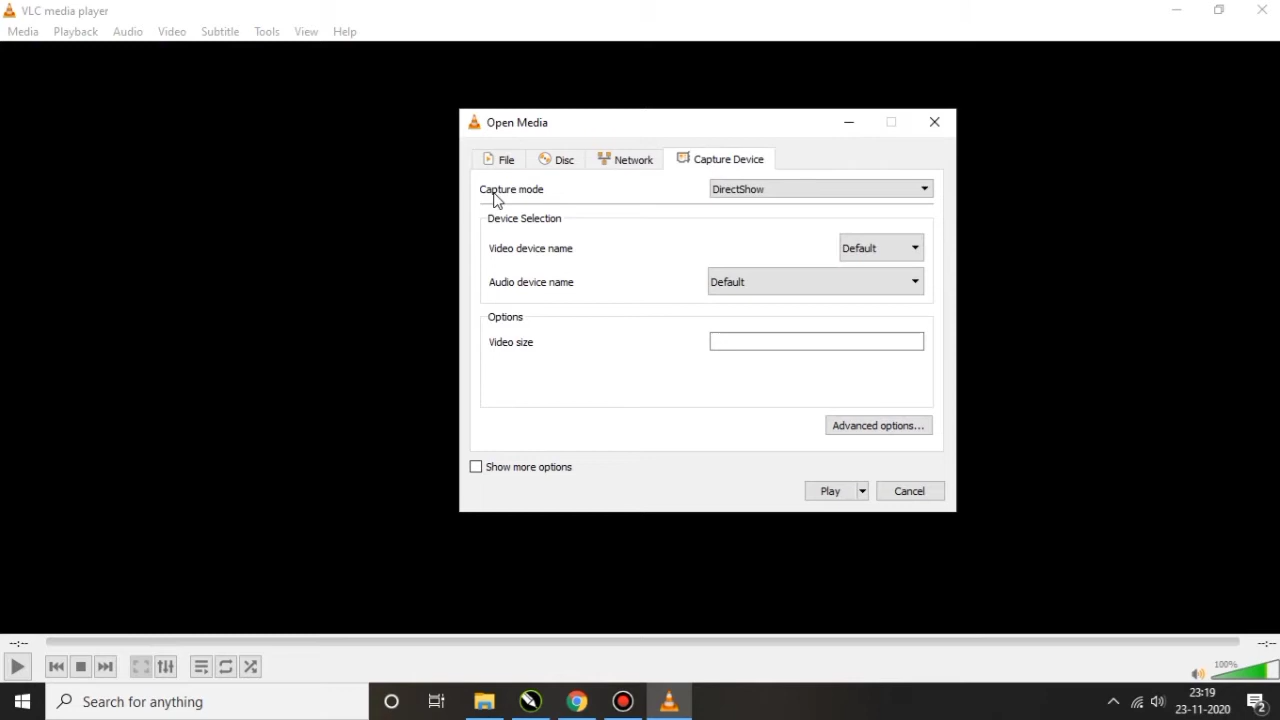 VLC media player
Media Playback Audio Video Subtitle Tools View Help
Open Media
File Disc Network Capture Device
Capture mode DirectShow
Device Selection
Video device name Default
Audio device name Default
Options
Video size
Advanced options...
Show more options
Play Cancel
--:-- --:--
100%
Search for anything
23:19
23-11-2020
2